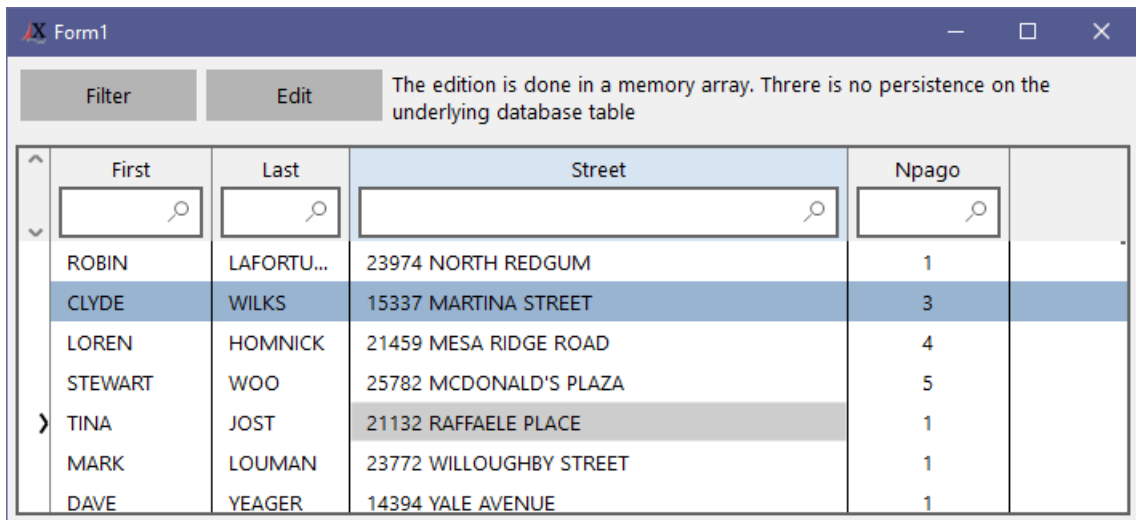 Form1
Filter Edit The edition is done in a memory array. Threre is no persistence on the
underlying database table
First Last Street Npago
ROBIN LAFORTU... 23974 NORTH REDGUM 1
CLYDE WILKS 15337 MARTINA STREET 3
LOREN HOMNICK 21459 MESA RIDGE ROAD 4
STEWART WOO 25782 MCDONALD'S PLAZA 5
TINA JOST 21132 RAFFAELE PLACE 1
MARK LOUMAN 23772 WILLOUGHBY STREET 1
DAVE YEAGER 14394 YALE AVENUE 1